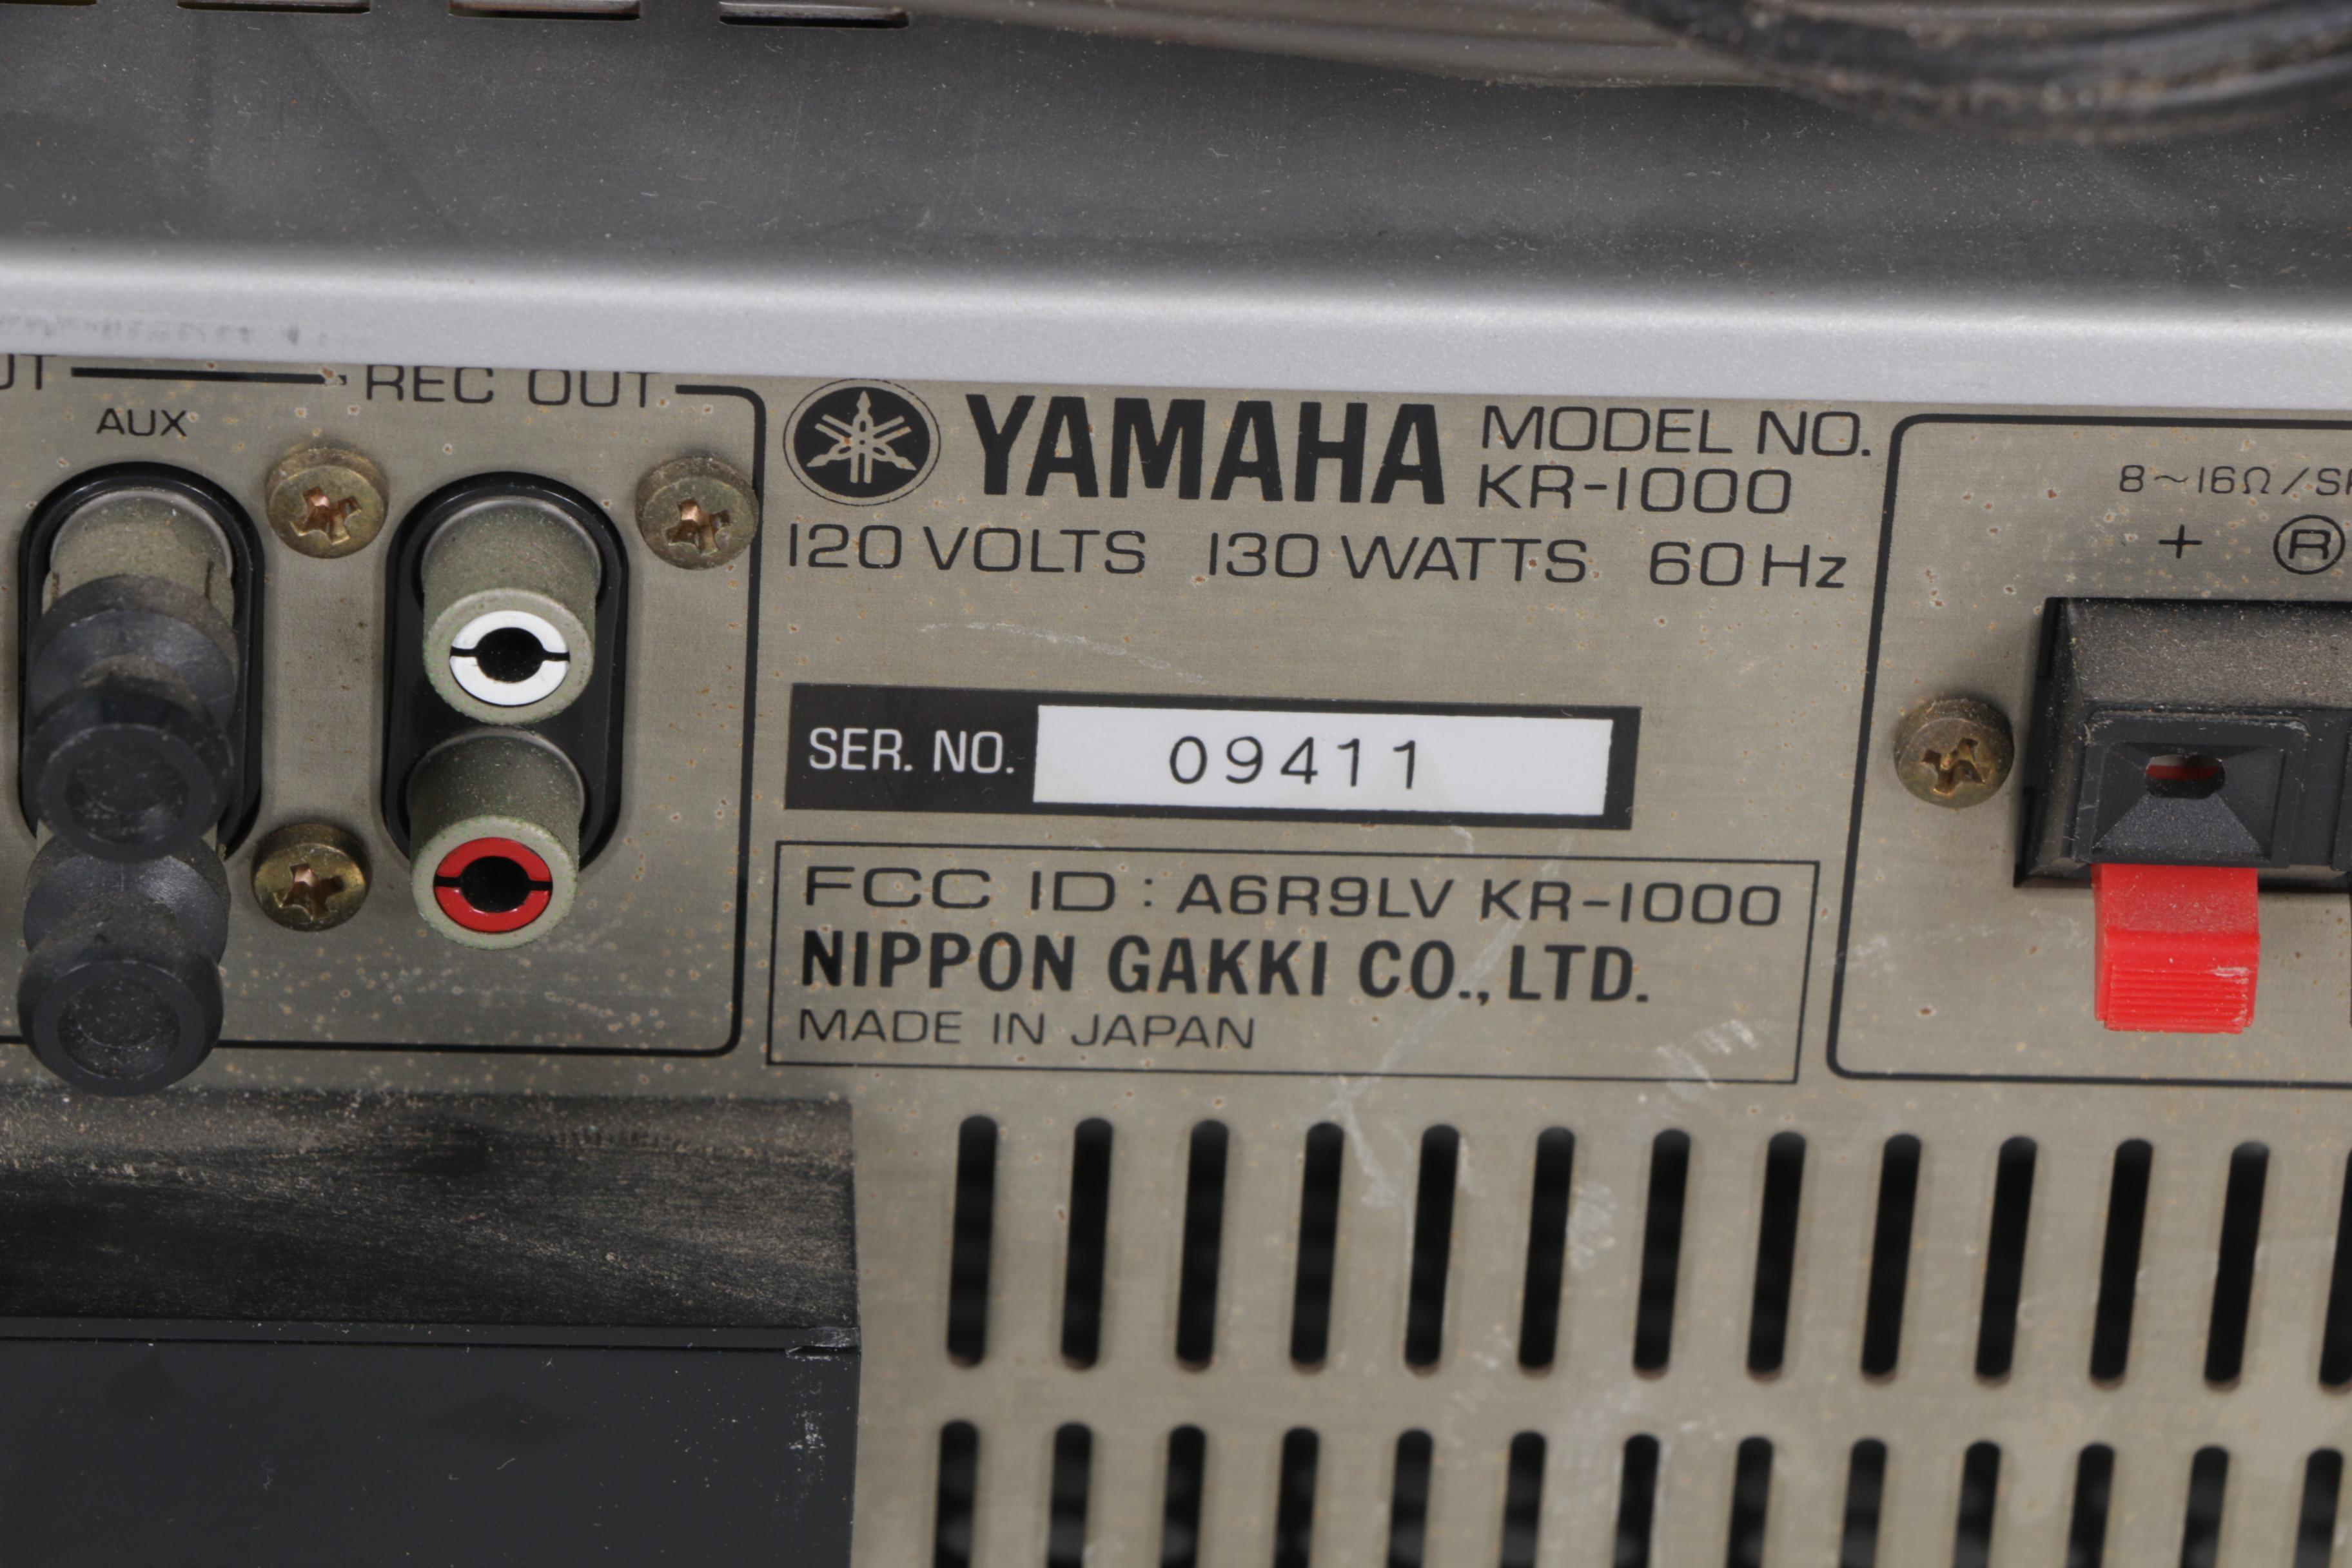 REC OUT
AUX
YAMAHA MODEL NO.
KR-1000
120 VOLTS 130 WATTS 60 Hz
SER. NO. 09411
FCC ID : A6R9LV KR-1000
NIPPON GAKKI CO., LTD.
MADE IN JAPAN
8~16Ω/SP
+ R